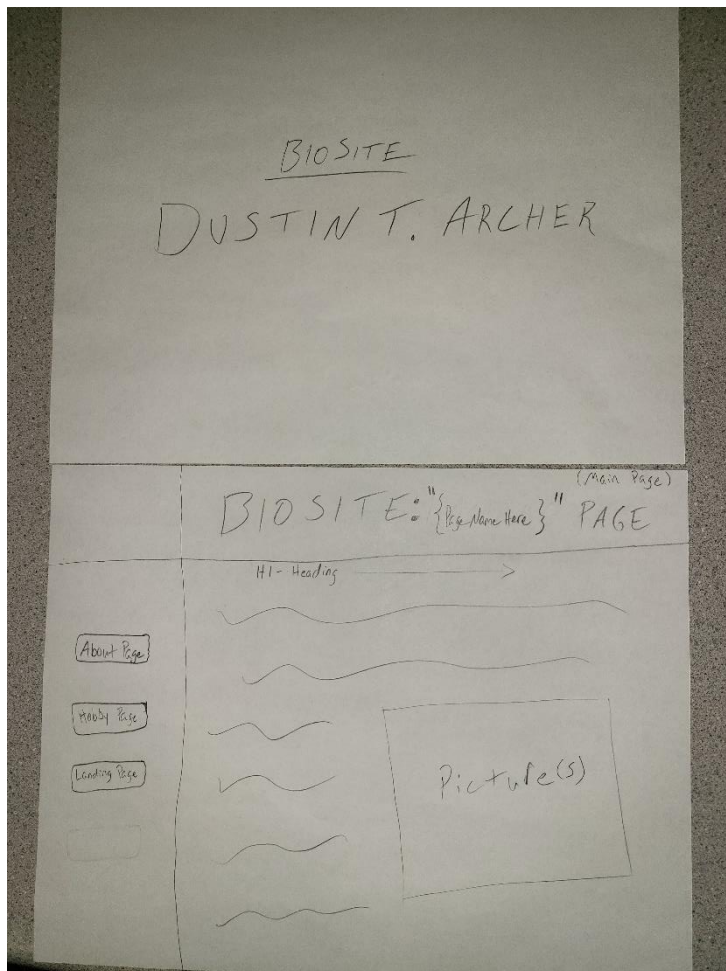 BIOSITE
DUSTIN T. ARCHER
(Main Page)
BIOSITE: "{Page Name Here}" PAGE
H1 - Heading
About Page
Hobby Page
Landing Page
Picture(s)